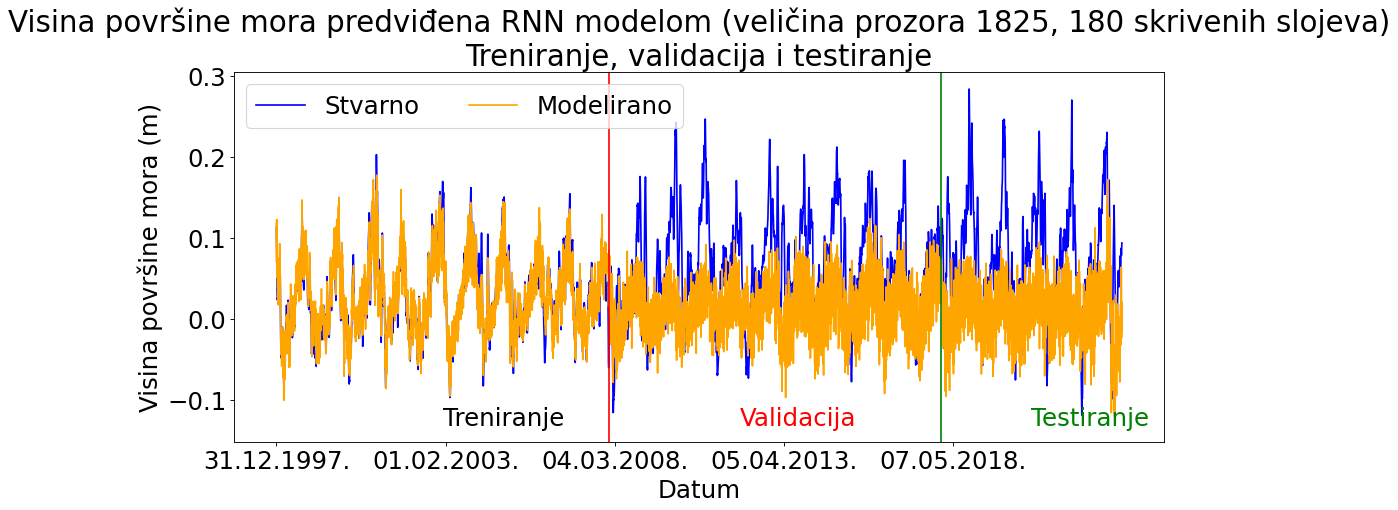 Visina površine mora predviđena RNN modelom (veličina prozora 1825, 180 skrivenih slojeva)
Treniranje, validacija i testiranje
Stvarno Modelirano
Visina površine mora (m)
0.3
0.2
0.1
0.0
−0.1
Treniranje Validacija Testiranje
31.12.1997. 01.02.2003. 04.03.2008. 05.04.2013. 07.05.2018.
Datum